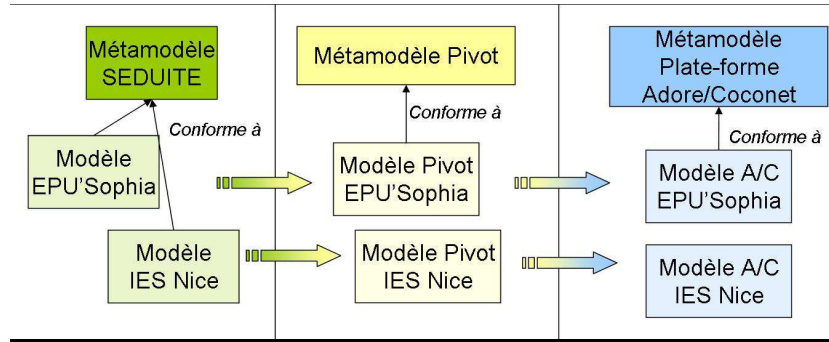 Métamodèle
SEDUITE
Conforme à
Modèle
EPU'Sophia
Modèle
IES Nice
Métamodèle Pivot
Conforme à
Modèle Pivot
EPU'Sophia
Modèle Pivot
IES Nice
Métamodèle
Plate-forme
Adore/Coconet
Conforme à
Modèle A/C
EPU'Sophia
Modèle A/C
IES Nice